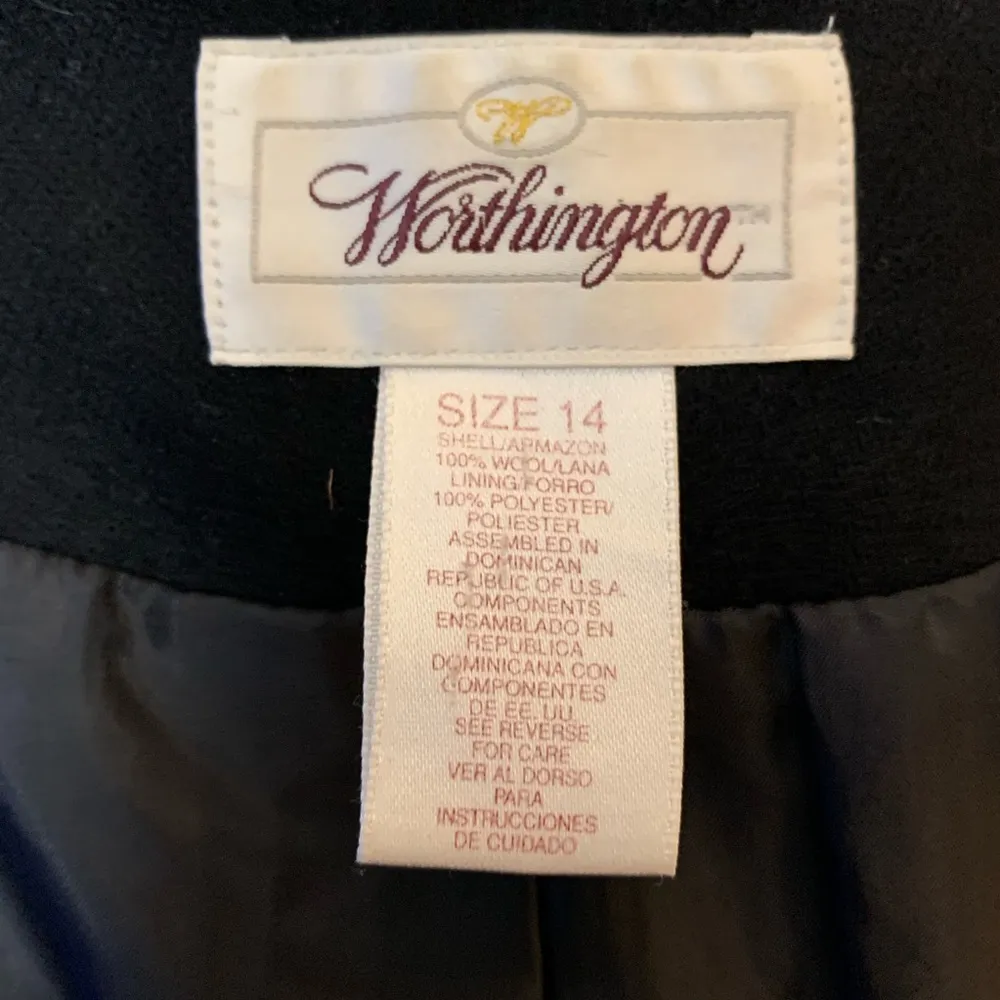 W
Worthington™
SIZE 14
SHELL/ARMAZON
100% WOOL/LANA
LINING/FORRO
100% POLYESTER/
POLIESTER
ASSEMBLED IN
DOMINICAN
REPUBLIC OF U.S.A.
COMPONENTS
ENSAMBLADO EN
REPUBLICA
DOMINICANA CON
COMPONENTES
DE EE. UU.
SEE REVERSE
FOR CARE
VER AL DORSO
PARA
INSTRUCCIONES
DE CUIDADO